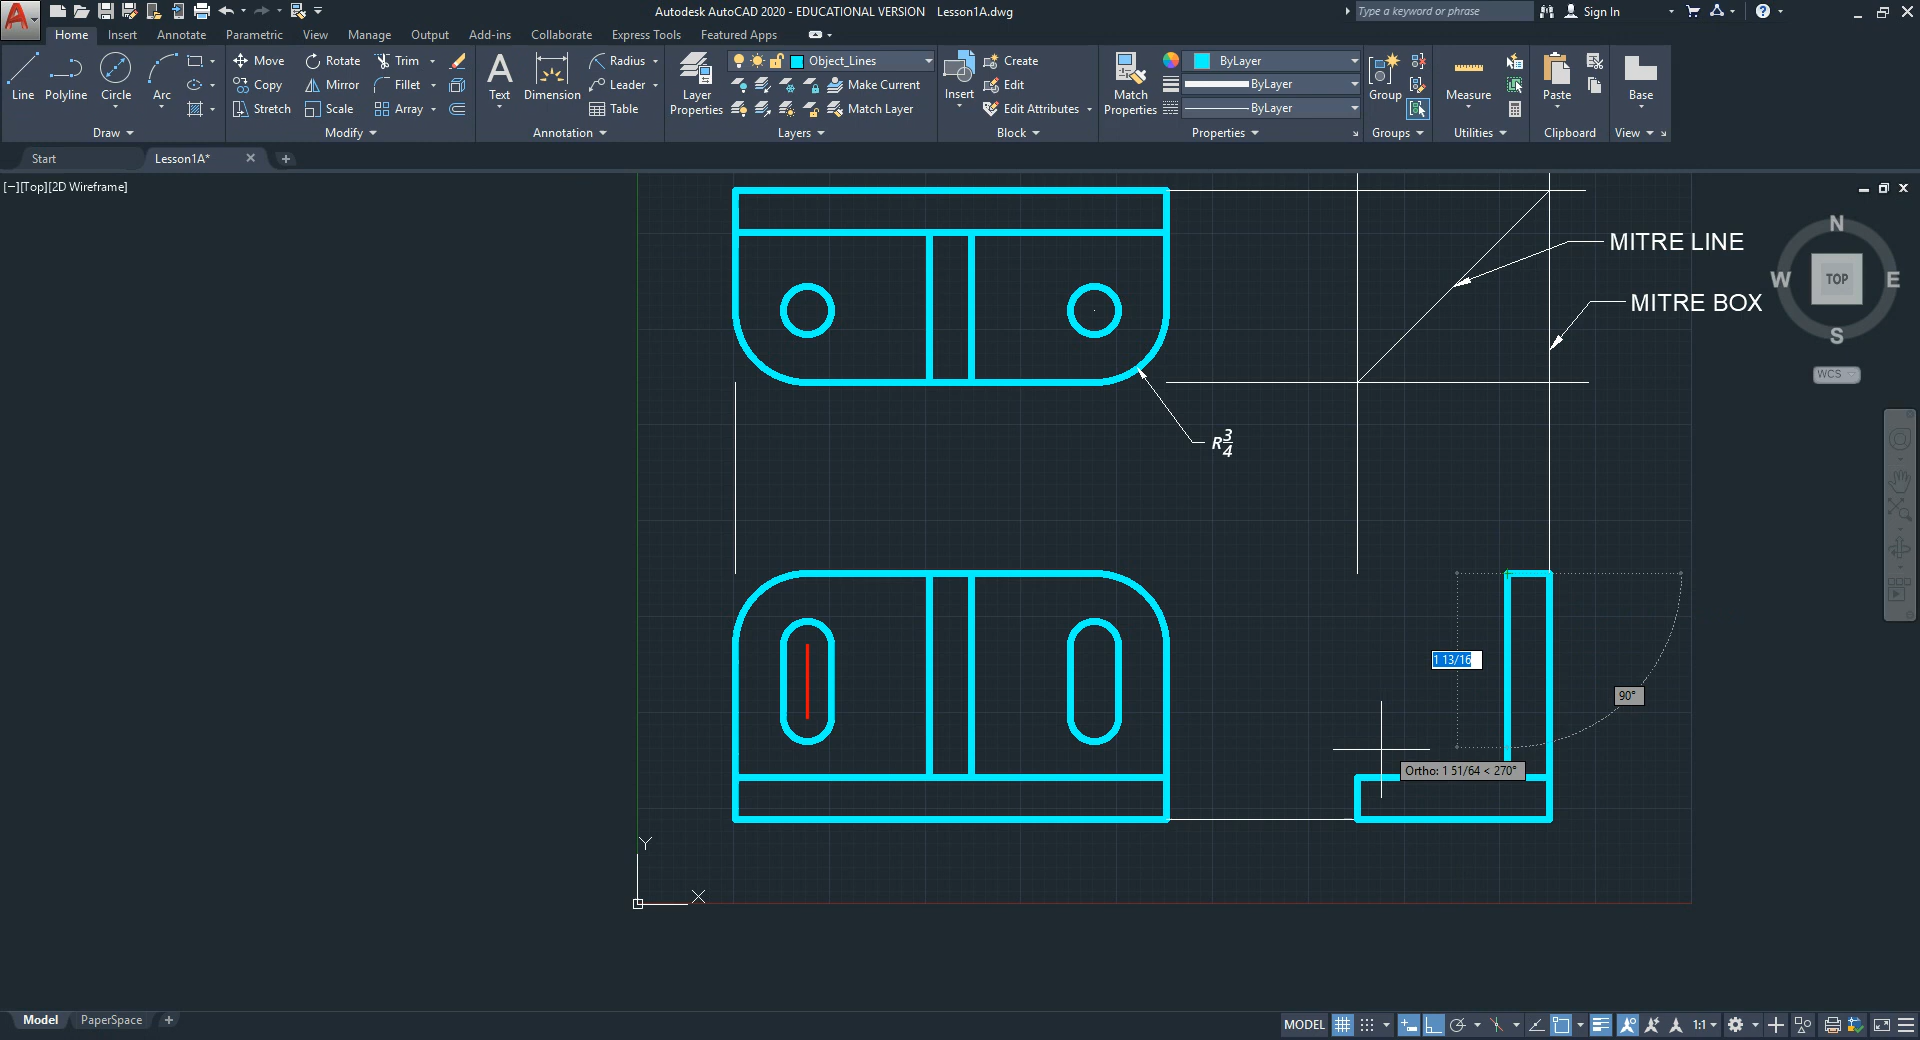 Autodesk AutoCAD 2020 - EDUCATIONAL VERSION Lesson1A.dwg
Type a keyword or phrase
Sign In
Home Insert Annotate Parametric View Manage Output Add-ins Collaborate Express Tools Featured Apps
Line Polyline Circle Arc
Draw
Move Rotate Trim
Copy Mirror Fillet
Stretch Scale Array
Modify
Text Dimension
Radius
Leader
Table
Annotation
Layer Properties
Object_Lines
Make Current
Match Layer
Layers
Insert
Create
Edit
Edit Attributes
Block
Match Properties
ByLayer
ByLayer
ByLayer
Properties
Group
Groups
Measure
Utilities
Paste
Clipboard
Base
View
Start Lesson1A*
[−][Top][2D Wireframe]
MITRE LINE
MITRE BOX
N
W TOP E
S
WCS
R3/4
1 13/16
90°
Ortho: 1 51/64 < 270°
Y
X
Model PaperSpace
MODEL
1:1